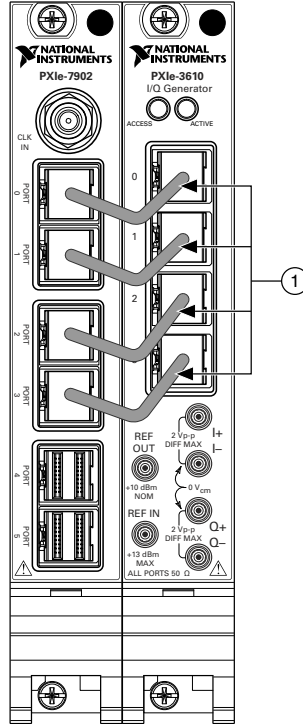 NATIONAL
INSTRUMENTS
PXIe-7902
CLK
IN
PORT
0
PORT
1
PORT
2
PORT
3
PORT
4
PORT
5
NATIONAL
INSTRUMENTS
PXIe-3610
I/Q Generator
ACCESS
ACTIVE
0
1
2
1
REF
OUT
+10 dBm
NOM
REF IN
+13 dBm
MAX
2 Vp-p
DIFF MAX
I+
I–
0 Vcm
2 Vp-p
DIFF MAX
Q+
Q–
ALL PORTS 50 Ω